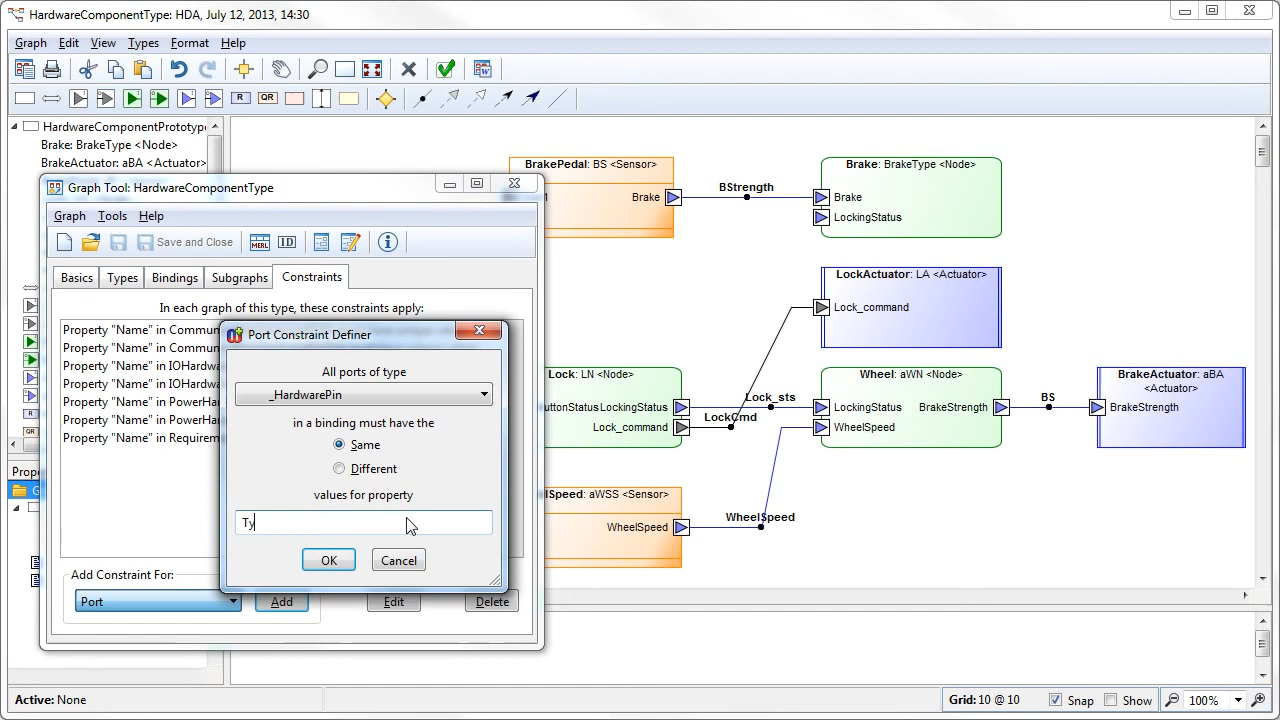 HardwareComponentType: HDA, July 12, 2013, 14:30
Graph Edit View Types Format Help
R QR
HardwareComponentPrototype
Brake: BrakeType <Node>
BrakeActuator: aBA <Actuator>
BrakePedal: BS <Sensor>
Brake
BStrength
Brake: BrakeType <Node>
Brake
LockingStatus
LockActuator: LA <Actuator>
Lock_command
Lock: LN <Node>
uttonStatus LockingStatus
Lock_command
Lock_sts
LockCmd
Wheel: aWN <Node>
LockingStatus BrakeStrength
WheelSpeed
BS
BrakeActuator: aBA
<Actuator>
BrakeStrength
lSpeed: aWSS <Sensor>
WheelSpeed
WheelSpeed
R
Prope
G
Graph Tool: HardwareComponentType
Graph Tools Help
Save and Close
MERL ID
Basics Types Bindings Subgraphs Constraints
In each graph of this type, these constraints apply:
Property "Name" in Commun
Property "Name" in Commun
Property "Name" in IOHardwa
Property "Name" in IOHardwa
Property "Name" in PowerHar
Property "Name" in PowerHar
Property "Name" in Requirem
Add Constraint For:
Port Add Edit Delete
Port Constraint Definer
All ports of type
_HardwarePin
in a binding must have the
Same
Different
values for property
Ty
OK Cancel
Active: None
Grid: 10 @ 10 Snap Show 100%